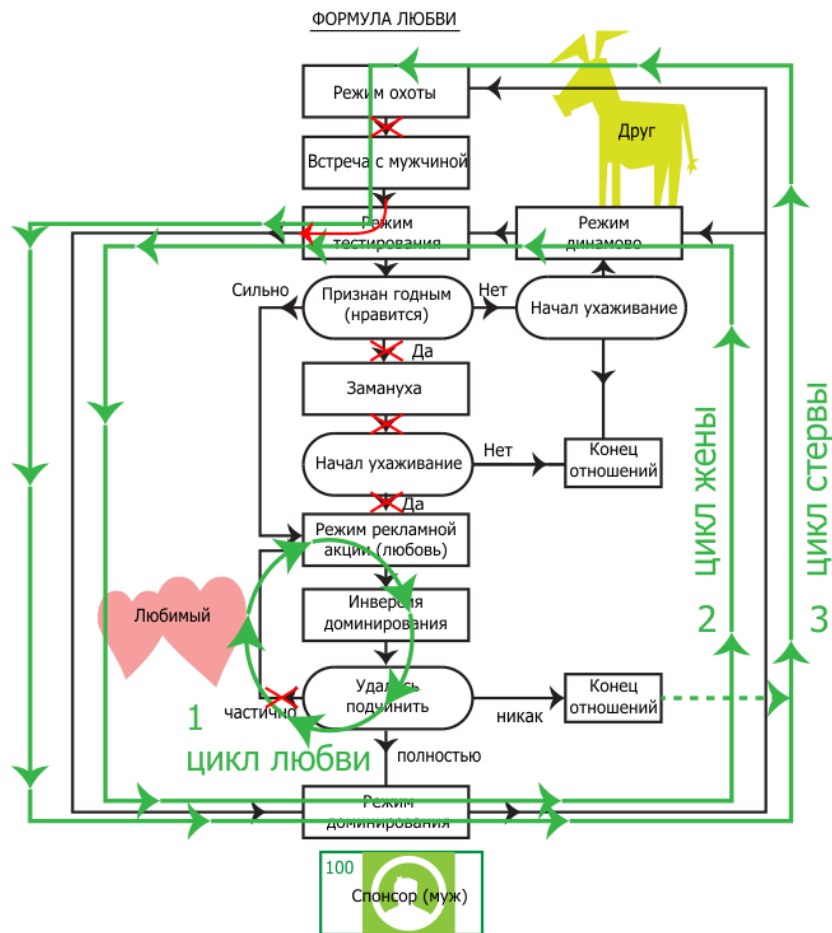 ФОРМУЛА ЛЮБВИ
Режим охоты
Друг
Встреча с мужчиной
Режим
тестирования
Режим
динамо
Сильно
Признан годным
(нравится)
Нет
Начал ухаживание
Да
Замануха
Начал ухаживание
Нет
Конец
отношений
Да
Режим рекламной
акции (любовь)
Любимый
Инверсия
доминирования
Удалось
подчинить
частично
никак
Конец
отношений
1
цикл любви
полностью
2 цикл жены
3 цикл стервы
Режим
доминирования
100
Спонсор (муж)